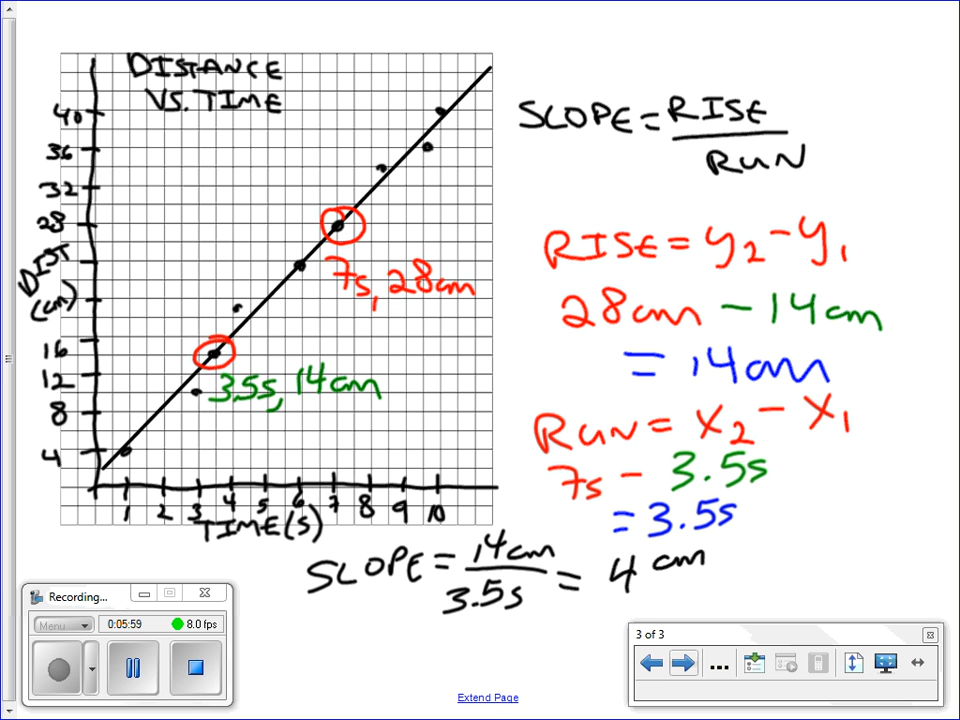 DISTANCE
VS. TIME
40
36
32
28
16
12
8
4
DIST
(cm)
1 2 3 4 5 6 7 8 9 10
TIME(S)
7s, 28cm
3.5s, 14cm
SLOPE = RISE
RUN
RISE = y2 - y1
28cm - 14cm
= 14cm
RUN = x2 - x1
7s - 3.5s
= 3.5s
SLOPE = 14cm = 4 cm
3.5s
Recording...
Menu
0:05:59
8.0 fps
3 of 3
Extend Page